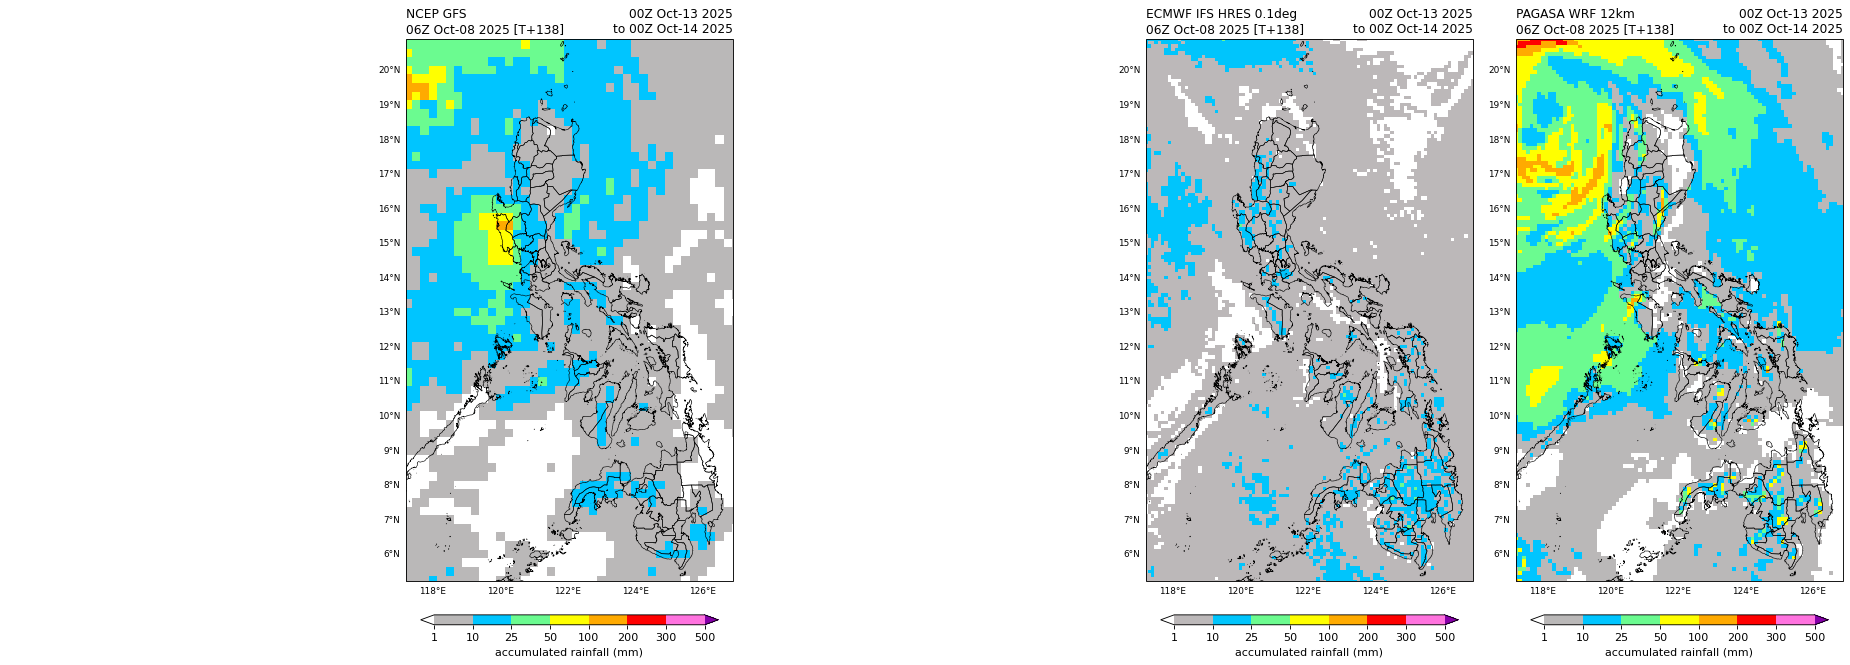 NCEP GFS 00Z Oct-13 2025
06Z Oct-08 2025 [T+138] to 00Z Oct-14 2025
20°N
19°N
18°N
17°N
16°N
15°N
14°N
13°N
12°N
11°N
10°N
9°N
8°N
7°N
6°N
118°E 120°E 122°E 124°E 126°E
1 10 25 50 100 200 300 500
accumulated rainfall (mm)
ECMWF IFS HRES 0.1deg 00Z Oct-13 2025
06Z Oct-08 2025 [T+138] to 00Z Oct-14 2025
20°N
19°N
18°N
17°N
16°N
15°N
14°N
13°N
12°N
11°N
10°N
9°N
8°N
7°N
6°N
118°E 120°E 122°E 124°E 126°E
1 10 25 50 100 200 300 500
accumulated rainfall (mm)
PAGASA WRF 12km 00Z Oct-13 2025
06Z Oct-08 2025 [T+138] to 00Z Oct-14 2025
20°N
19°N
18°N
17°N
16°N
15°N
14°N
13°N
12°N
11°N
10°N
9°N
8°N
7°N
6°N
118°E 120°E 122°E 124°E 126°E
1 10 25 50 100 200 300 500
accumulated rainfall (mm)